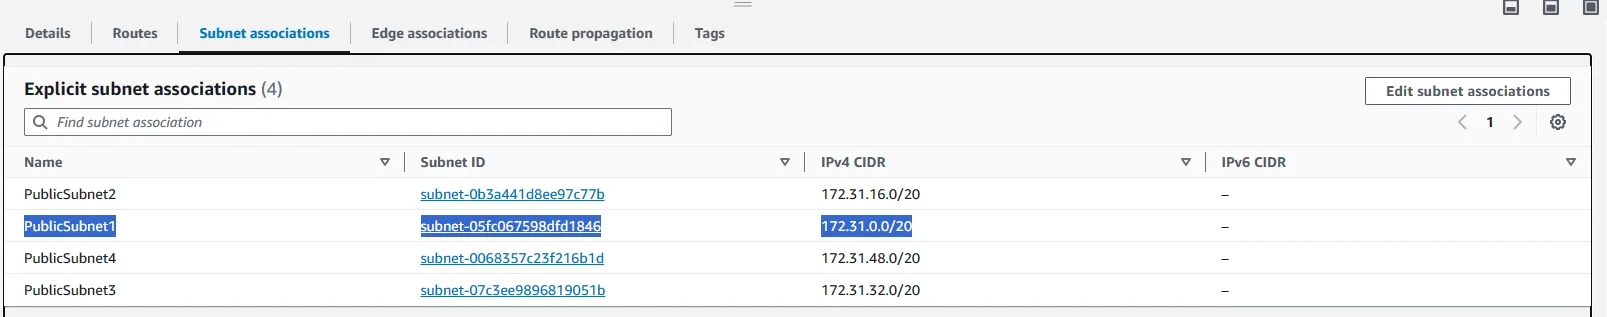 Details Routes Subnet associations Edge associations Route propagation Tags
Explicit subnet associations (4) Edit subnet associations
Find subnet association 1
Name Subnet ID IPv4 CIDR IPv6 CIDR
PublicSubnet2 subnet-0b3a441d8ee97c77b 172.31.16.0/20 –
PublicSubnet1 subnet-05fc067598dfd1846 172.31.0.0/20 –
PublicSubnet4 subnet-0068357c23f216b1d 172.31.48.0/20 –
PublicSubnet3 subnet-07c3ee9896819051b 172.31.32.0/20 –